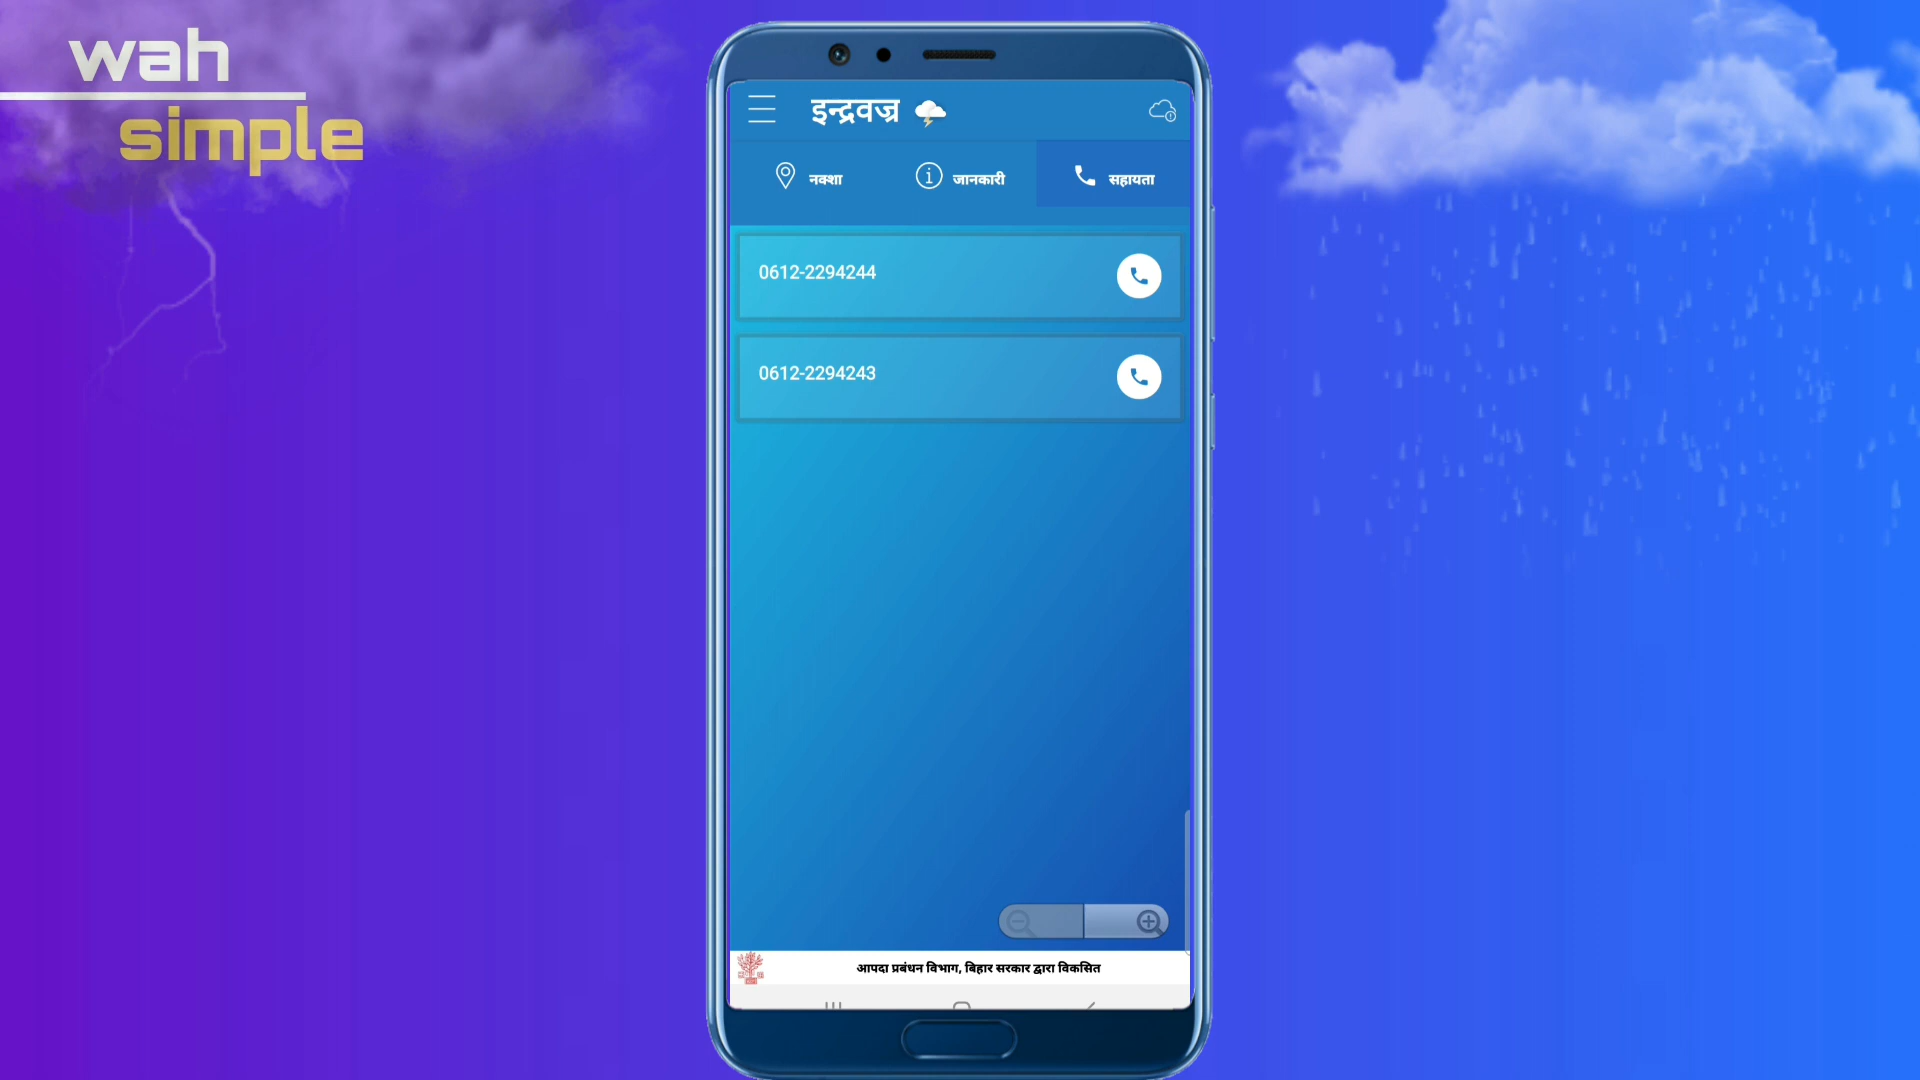 wah
simple
इन्द्रवज्र
नक्शा
जानकारी
सहायता
0612-2294244
0612-2294243
आपदा प्रबंधन विभाग, बिहार सरकार द्वारा विकसित